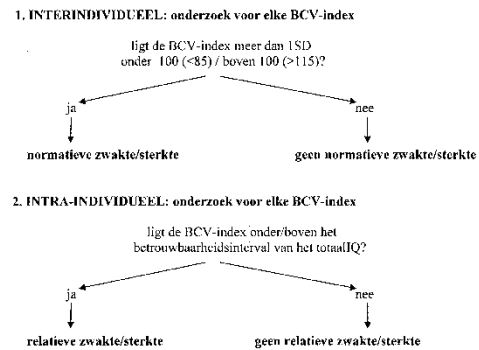 1. INTERINDIVIDUEEL: onderzoek voor elke BCV-index
ligt de BCV-index meer dan 1SD
onder 100 (<85) / boven 100 (>115)?
ja
nee
normatieve zwakte/sterkte
geen normatieve zwakte/sterkte
2. INTRA-INDIVIDUEEL: onderzoek voor elke BCV-index
ligt de BCV-index onder/boven het
betrouwbaarheidsinterval van het totaalIQ?
ja
nee
relatieve zwakte/sterkte
geen relatieve zwakte/sterkte